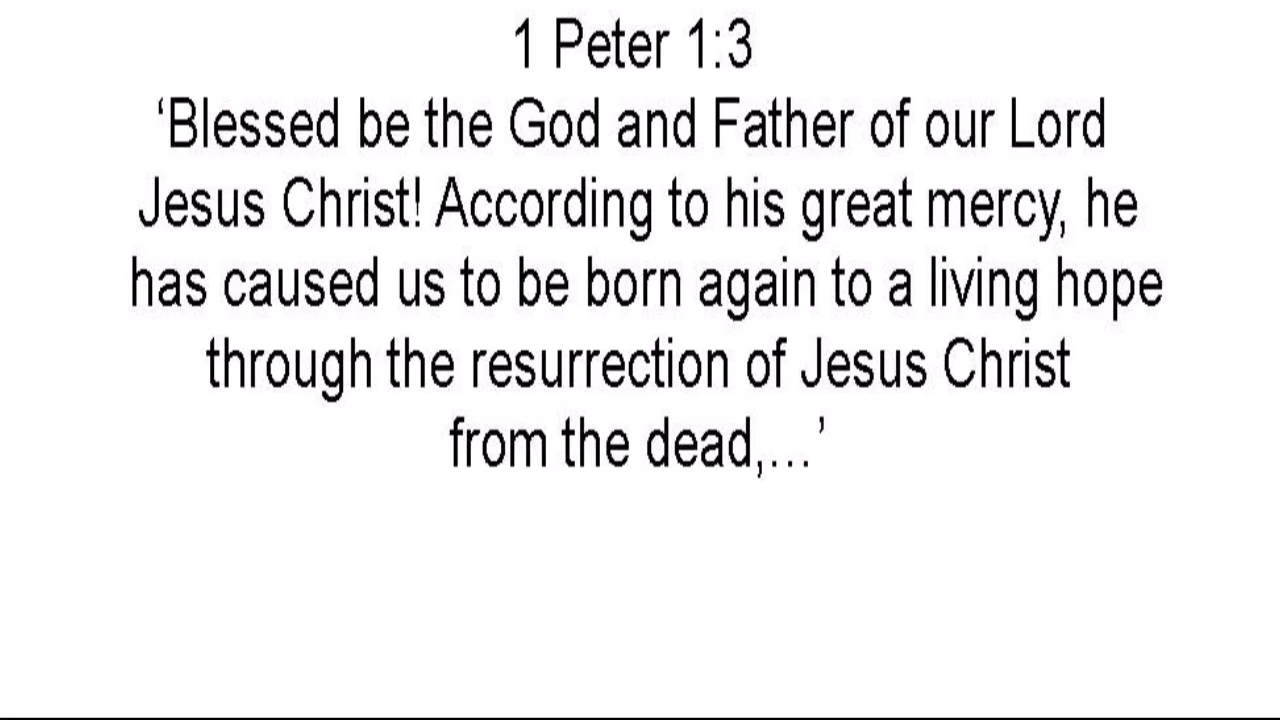 1 Peter 1:3
‘Blessed be the God and Father of our Lord
Jesus Christ! According to his great mercy, he
has caused us to be born again to a living hope
through the resurrection of Jesus Christ
from the dead,…’